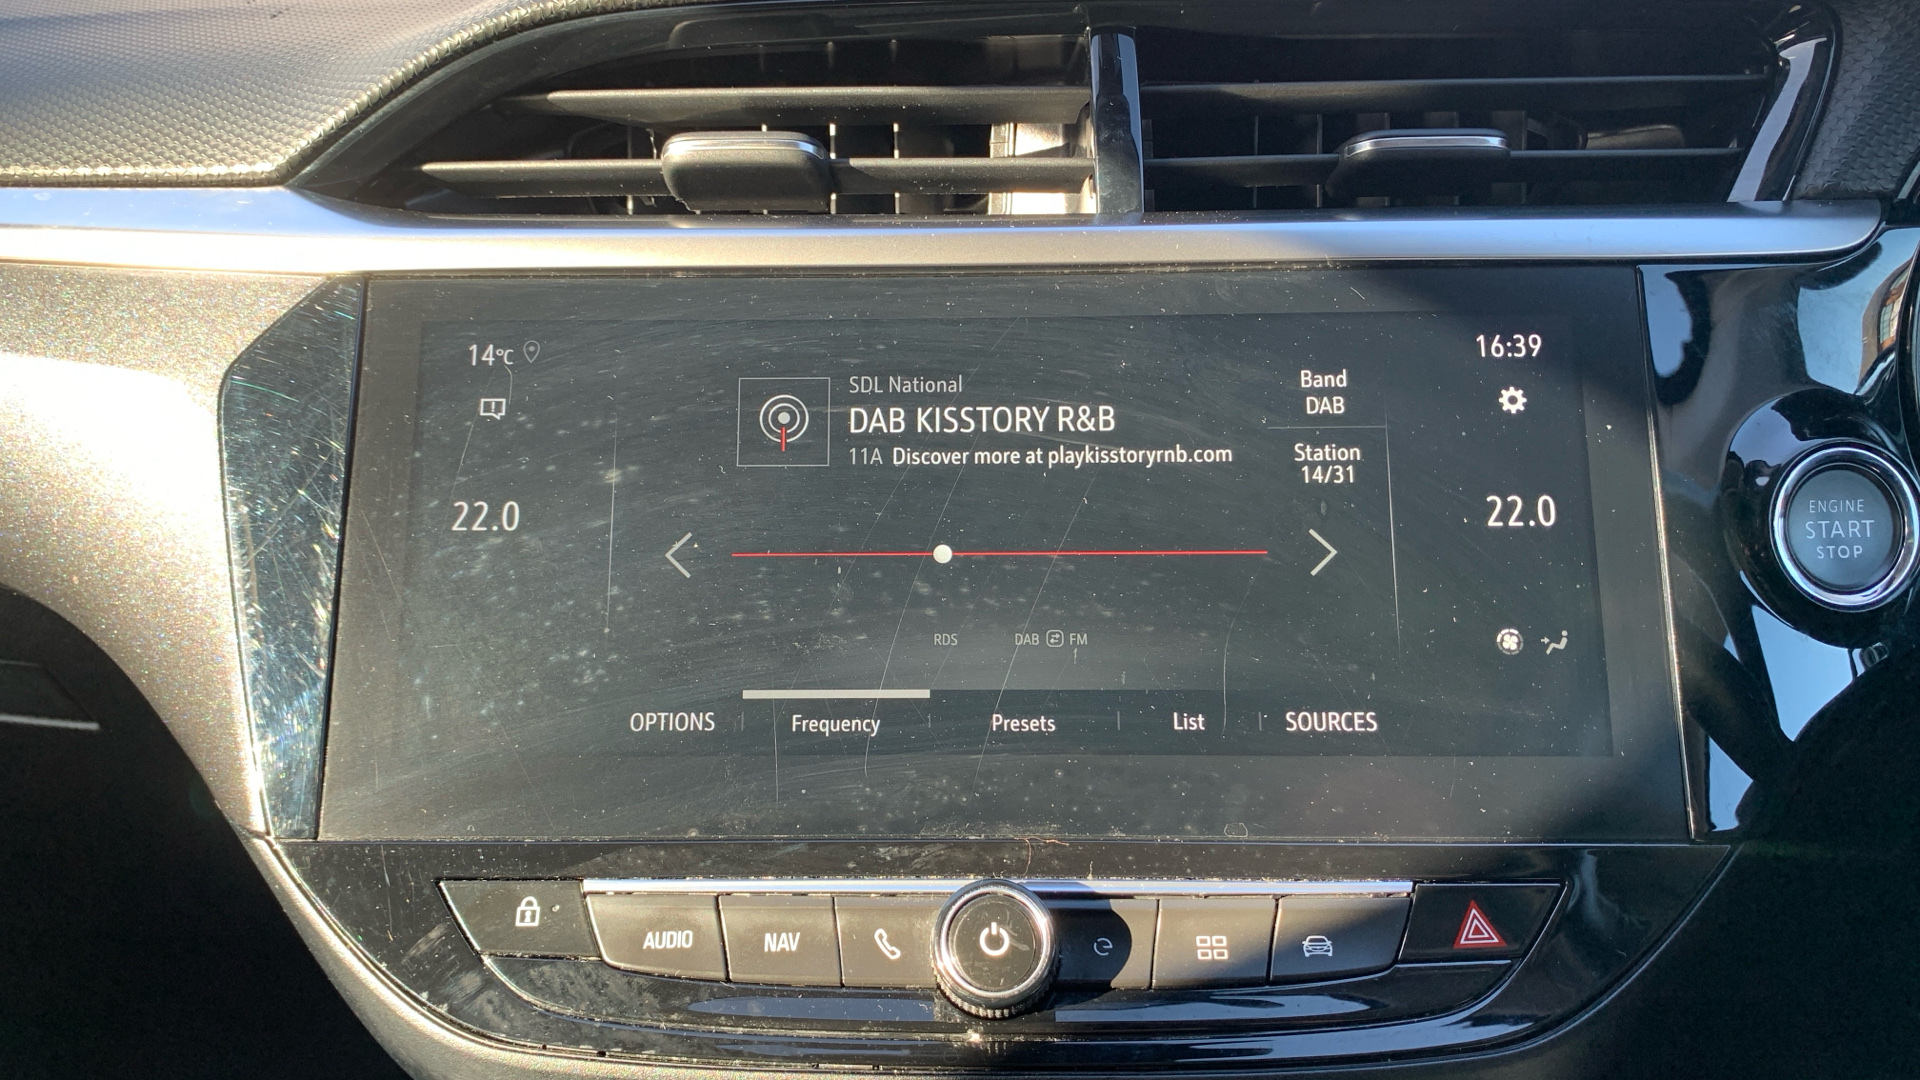 14°C
16:39
SDL National
DAB KISSTORY R&B
11A Discover more at playkisstoryrnb.com
Band
DAB
Station
14/31
22.0
22.0
RDS
DAB FM
OPTIONS
Frequency
Presets
List
SOURCES
ENGINE
START
STOP
AUDIO
NAV
e